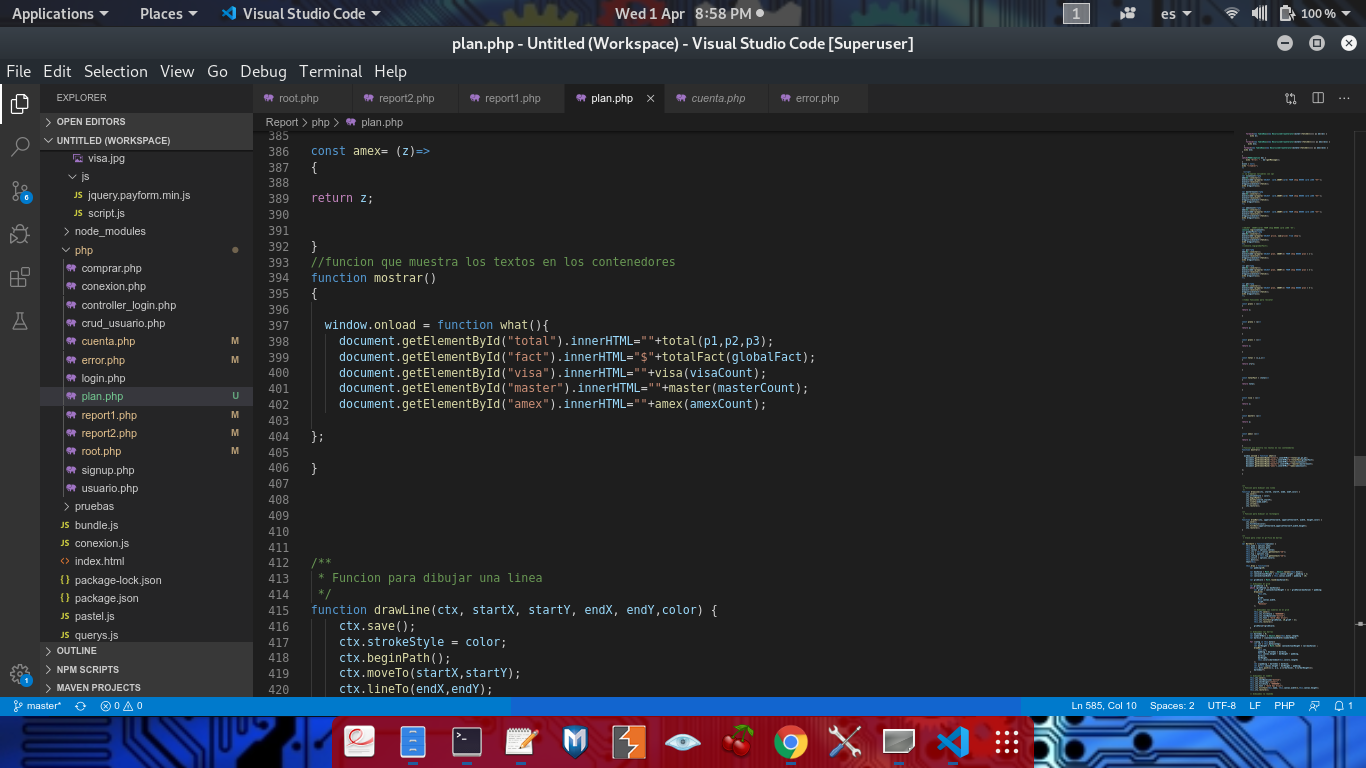 Applications Places Visual Studio Code Wed 1 Apr 8:58 PM 1 es 100 %
plan.php - Untitled (Workspace) - Visual Studio Code [Superuser]
File Edit Selection View Go Debug Terminal Help
EXPLORER
root.php report2.php report1.php plan.php cuenta.php error.php
OPEN EDITORS
UNTITLED (WORKSPACE)
visa.jpg
js
JS jquery.payform.min.js
JS script.js
node_modules
php
comprar.php
conexion.php
controller_login.php
crud_usuario.php
cuenta.php M
error.php M
login.php
plan.php U
report1.php M
report2.php M
root.php M
signup.php
usuario.php
pruebas
JS bundle.js
JS conexion.js
<> index.html
{} package-lock.json
{} package.json
JS pastel.js
JS querys.js
OUTLINE
NPM SCRIPTS
MAVEN PROJECTS
6
1
Report > php > plan.php
385
386 const amex= (z)=>
387 {
388
389 return z;
390
391
392 }
393 //funcion que muestra los textos en los contenedores
394 function mostrar()
395 {
396
397 window.onload = function what(){
398 document.getElementById("total").innerHTML=""+total(p1,p2,p3);
399 document.getElementById("fact").innerHTML="$"+totalFact(globalFact);
400 document.getElementById("visa").innerHTML=""+visa(visaCount);
401 document.getElementById("master").innerHTML=""+master(masterCount);
402 document.getElementById("amex").innerHTML=""+amex(amexCount);
403
404 };
405
406 }
407
408
409
410
411
412 /**
413 * Funcion para dibujar una linea
414 */
415 function drawLine(ctx, startX, startY, endX, endY,color) {
416 ctx.save();
417 ctx.strokeStyle = color;
418 ctx.beginPath();
419 ctx.moveTo(startX,startY);
420 ctx.lineTo(endX,endY);
master* 0 0 Ln 585, Col 10 Spaces: 2 UTF-8 LF PHP 1